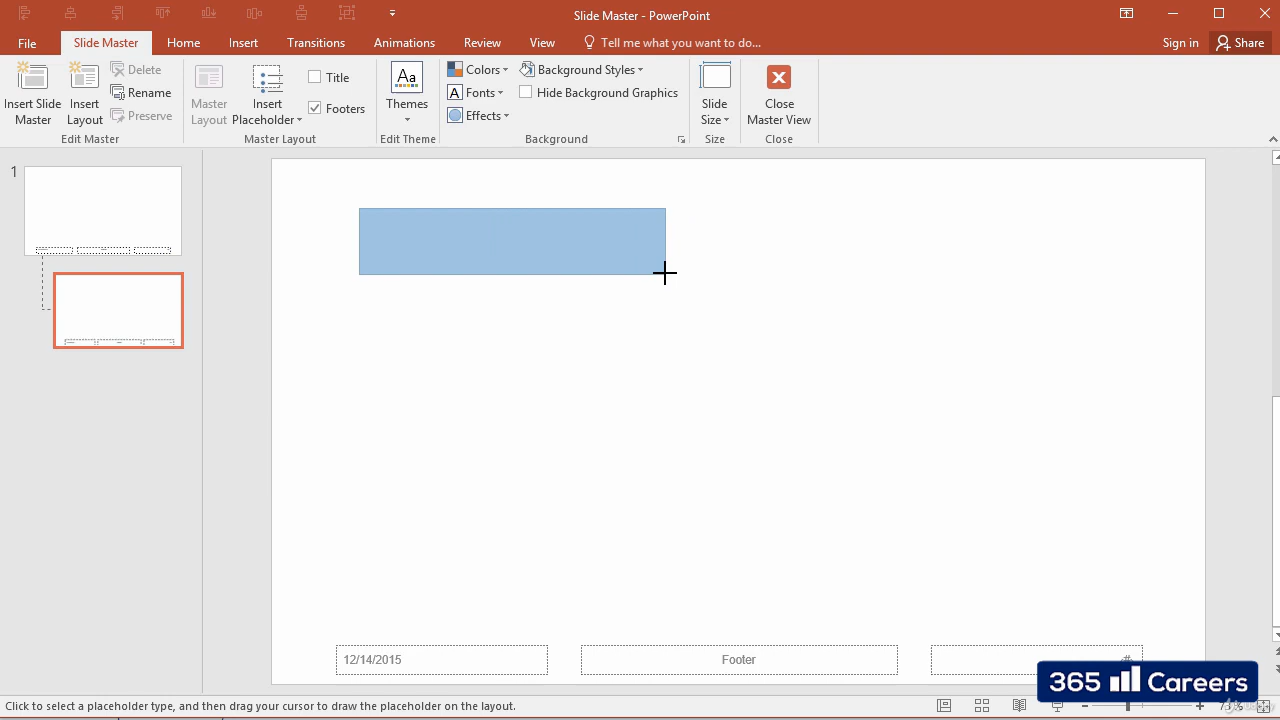 Slide Master - PowerPoint
File
Slide Master
Home
Insert
Transitions
Animations
Review
View
Tell me what you want to do...
Sign in
Share
Insert Slide
Master
Insert
Layout
Delete
Rename
Preserve
Edit Master
Master
Layout
Insert
Placeholder
Title
Footers
Master Layout
Aa
Themes
Edit Theme
Colors
Fonts
Effects
Background Styles
Hide Background Graphics
Background
Slide
Size
Size
Close
Master View
Close
1
12/14/2015
Footer
365 Careers
Click to select a placeholder type, and then drag your cursor to draw the placeholder on the layout.